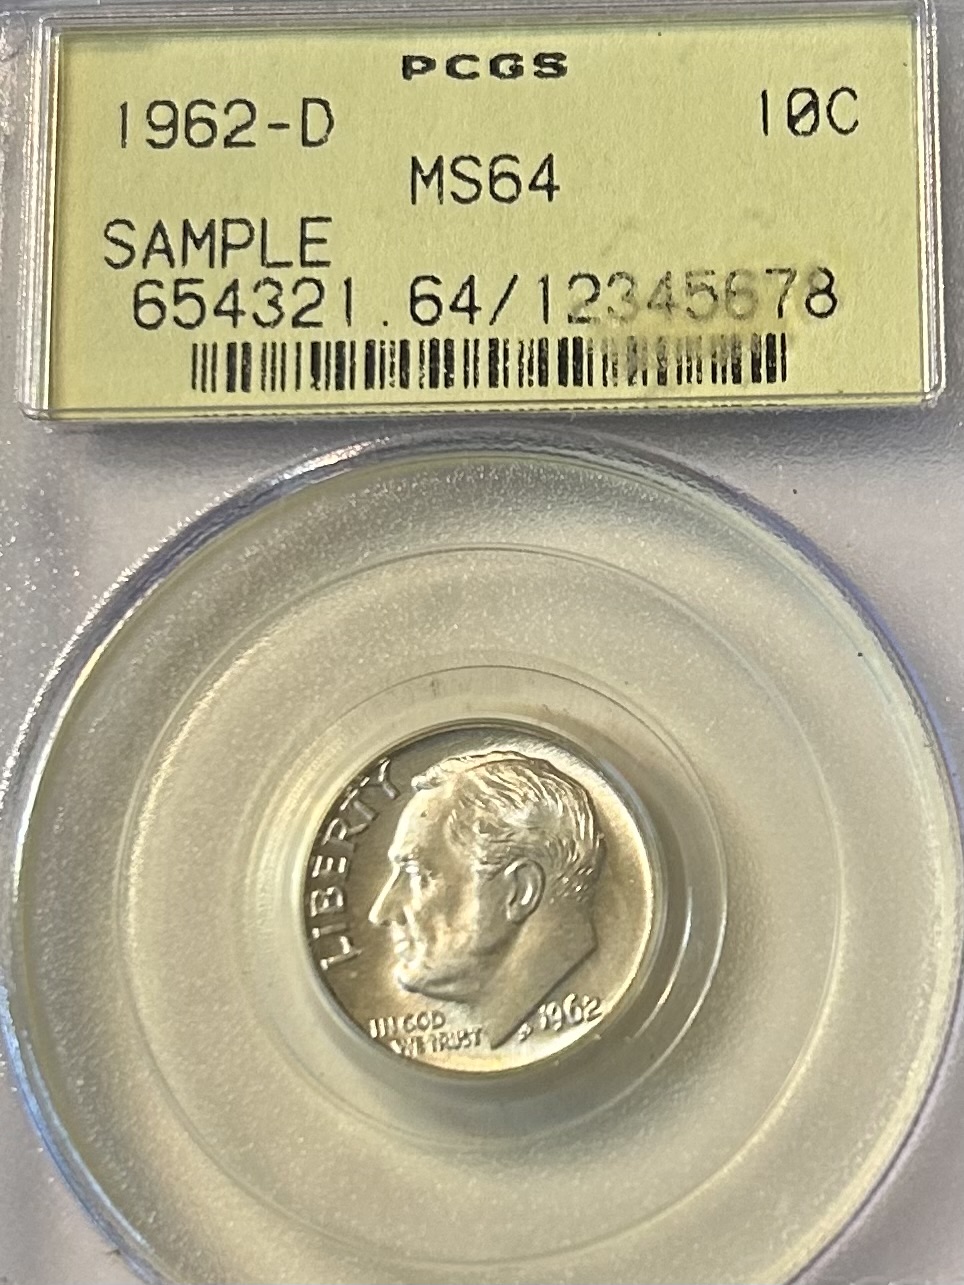 PCGS
1962-D 10C
MS64
SAMPLE
654321.64/12345678
LIBERTY
IN GOD
WE TRUST
1962